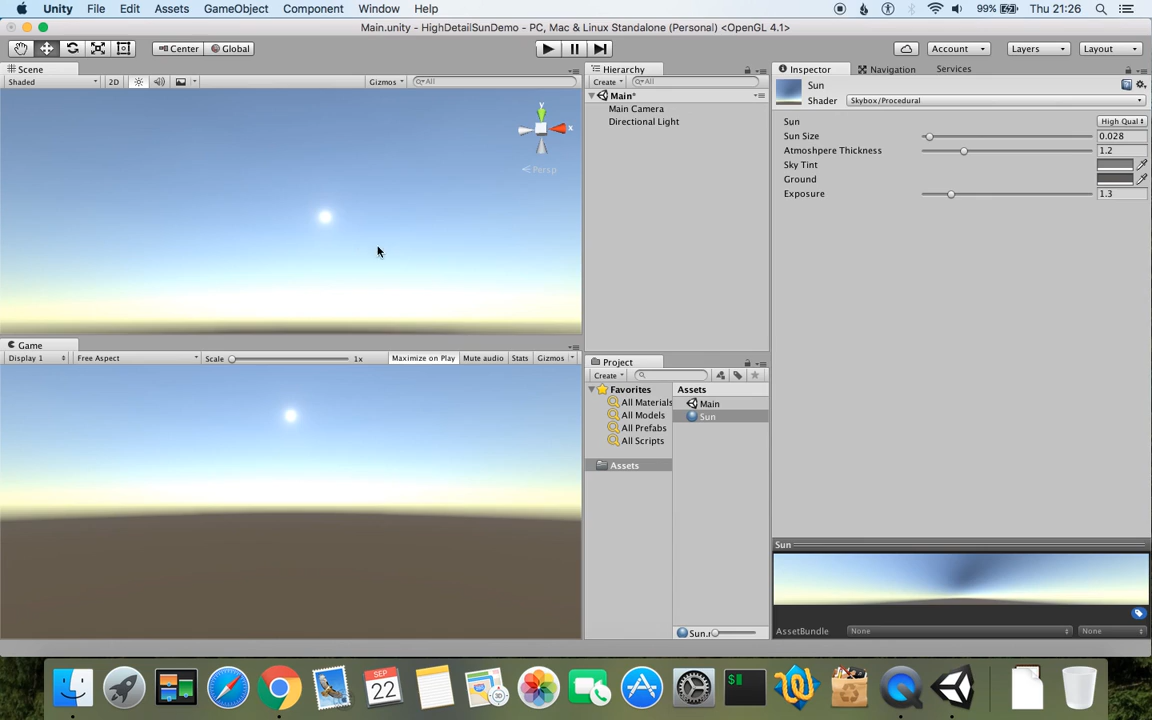 Unity File Edit Assets GameObject Component Window Help 99% Thu 21:26
Main.unity - HighDetailSunDemo - PC, Mac & Linux Standalone (Personal) <OpenGL 4.1>
Center Global Account Layers Layout
Scene
Shaded 2D Gizmos All
y
x
Persp
Game
Display 1 Free Aspect Scale 1x Maximize on Play Mute audio Stats Gizmos
Hierarchy
Create All
Main*
Main Camera
Directional Light
Project
Create
Favorites
All Materials
All Models
All Prefabs
All Scripts
Assets
Assets
Main
Sun
Sun.r
Inspector Navigation Services
Sun
Shader Skybox/Procedural
Sun High Qual
Sun Size 0.028
Atmoshpere Thickness 1.2
Sky Tint
Ground
Exposure 1.3
Sun
AssetBundle None None
SEP
22
3D
$